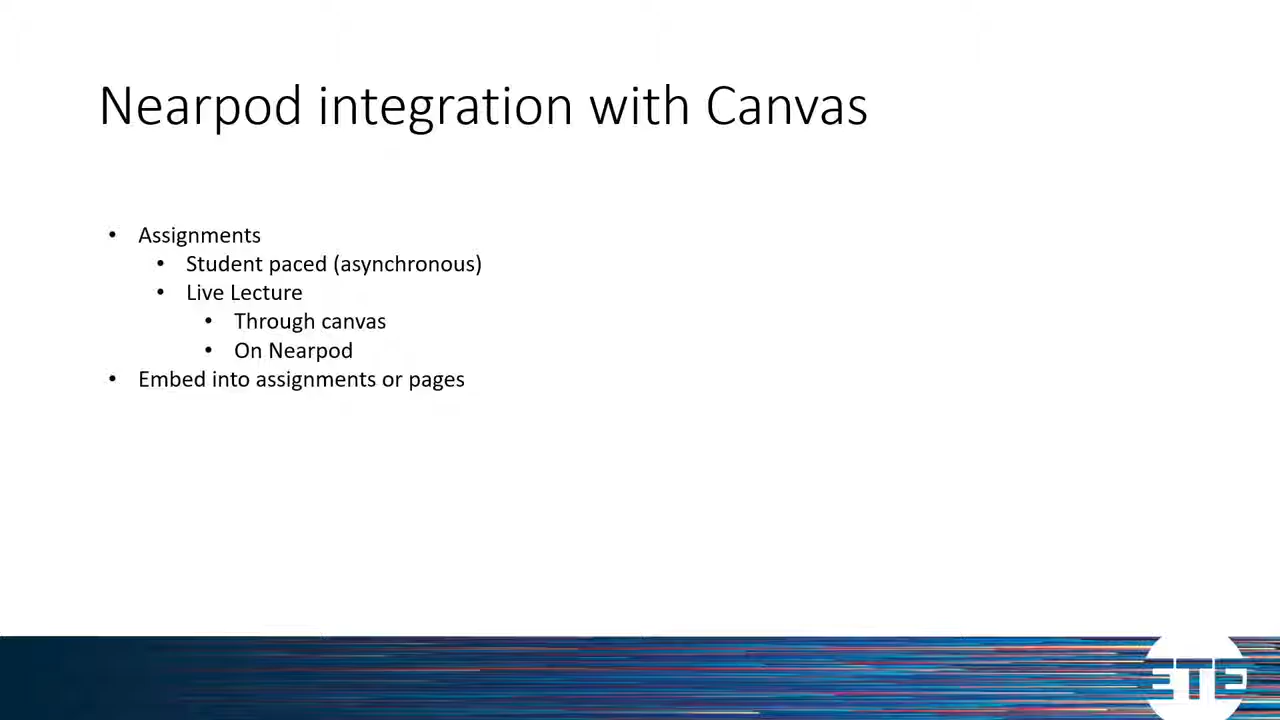 Nearpod integration with Canvas
• Assignments
• Student paced (asynchronous)
• Live Lecture
• Through canvas
• On Nearpod
• Embed into assignments or pages